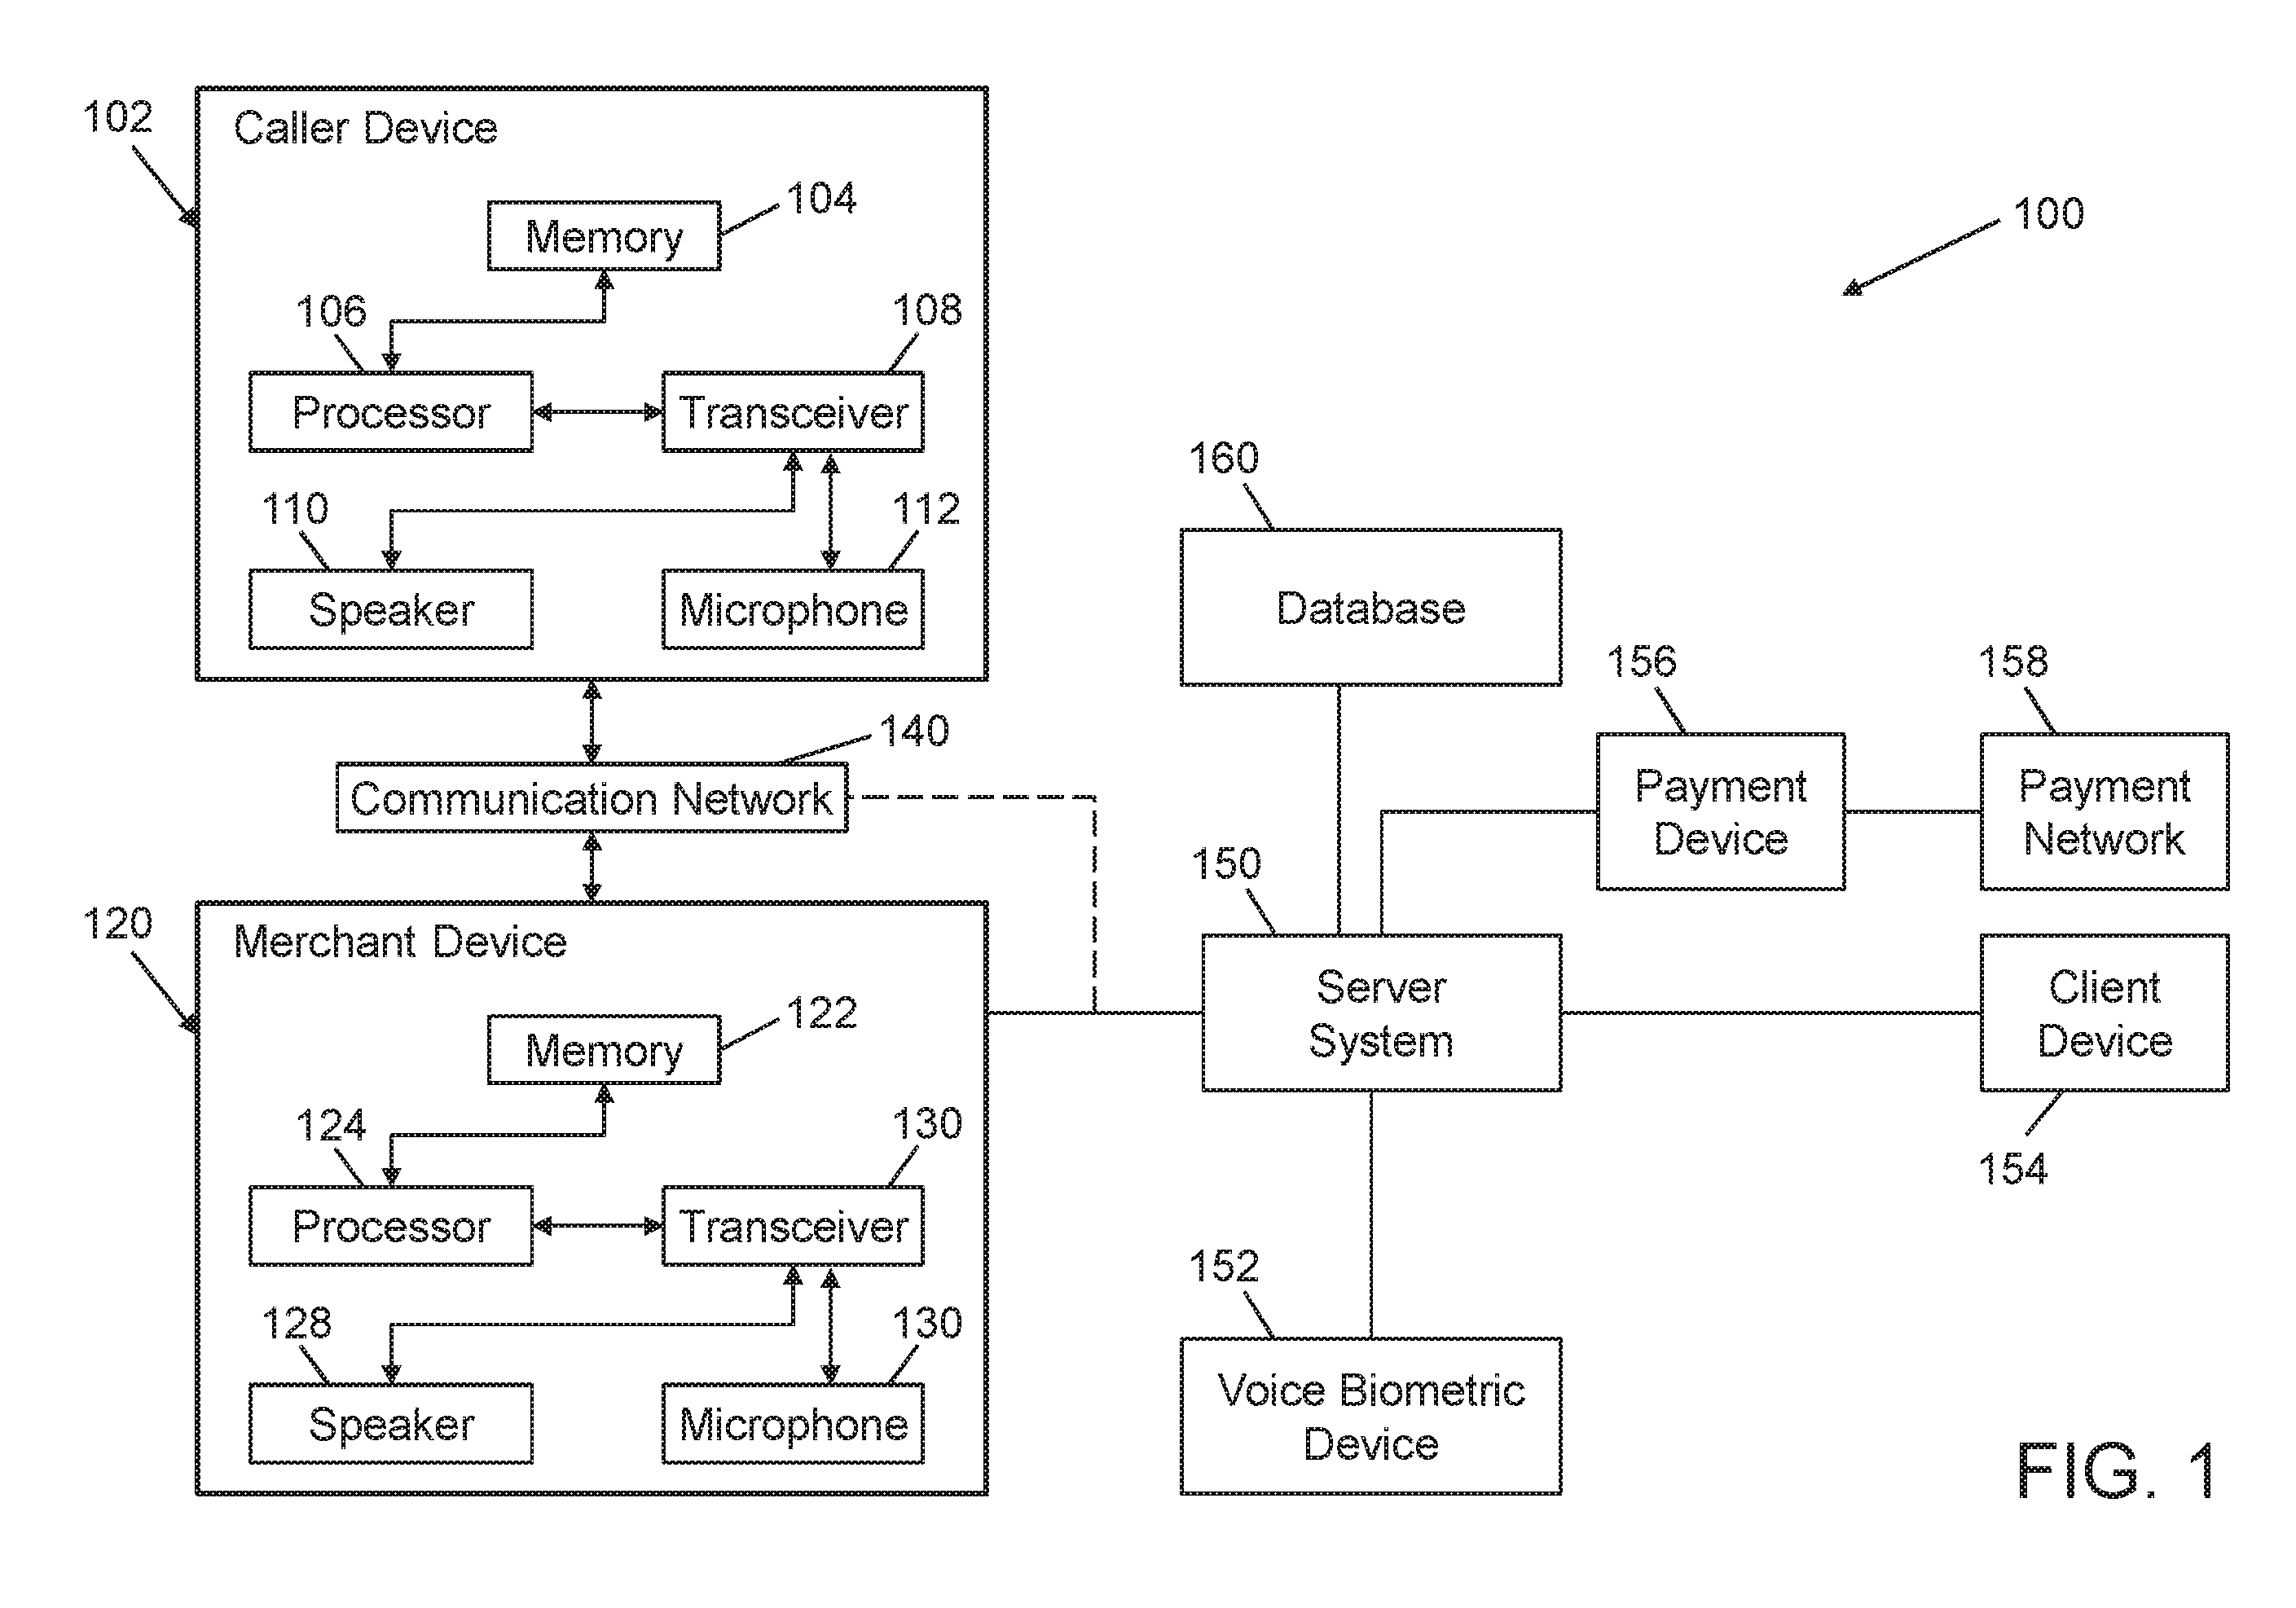 102
Caller Device
Memory
104
100
106
108
Processor
Transceiver
110
112
Speaker
Microphone
160
Database
140
Communication Network
156
158
Payment
Device
Payment
Network
120
Merchant Device
150
Server
System
Client
Device
154
Memory
122
124
130
Processor
Transceiver
128
130
Speaker
Microphone
152
Voice Biometric
Device
FIG. 1